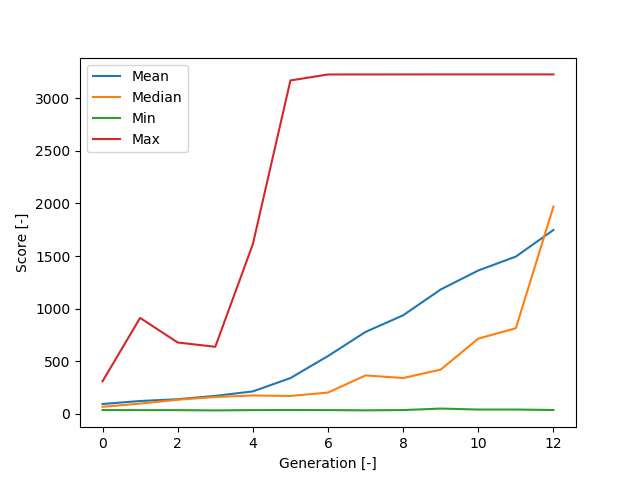 Mean
Median
Min
Max
3000
2500
2000
1500
1000
500
0
Score [-]
0 2 4 6 8 10 12
Generation [-]